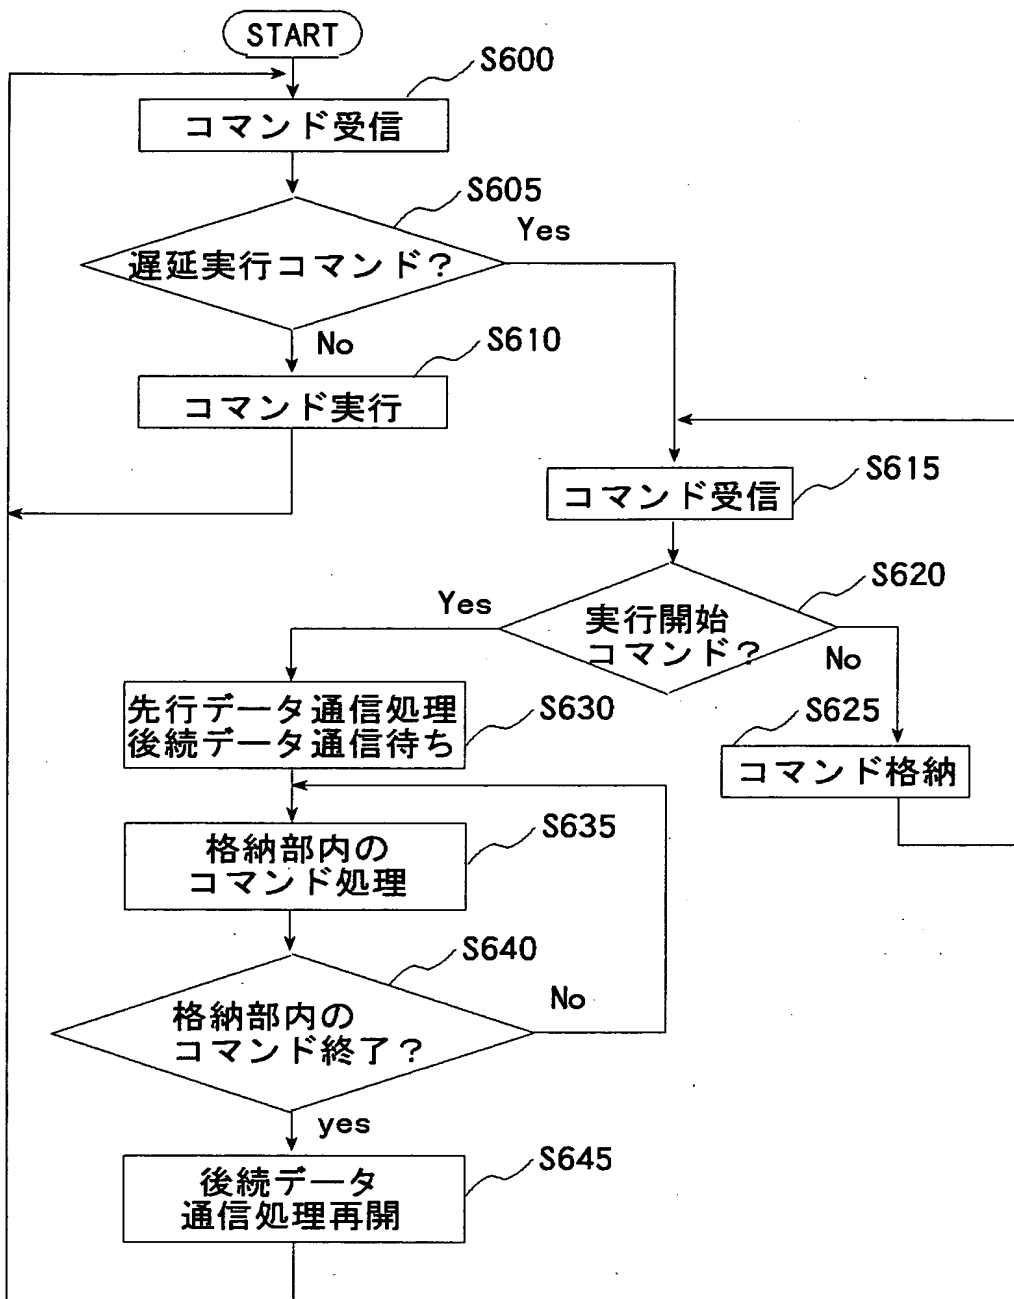 START
S600
コマンド受信
S605
遅延実行コマンド?
Yes
No
S610
コマンド実行
S615
コマンド受信
S620
実行開始
コマンド?
Yes
No
S625
コマンド格納
S630
先行データ通信処理
後続データ通信待ち
S635
格納部内の
コマンド処理
S640
格納部内の
コマンド終了?
No
yes
S645
後続データ
通信処理再開